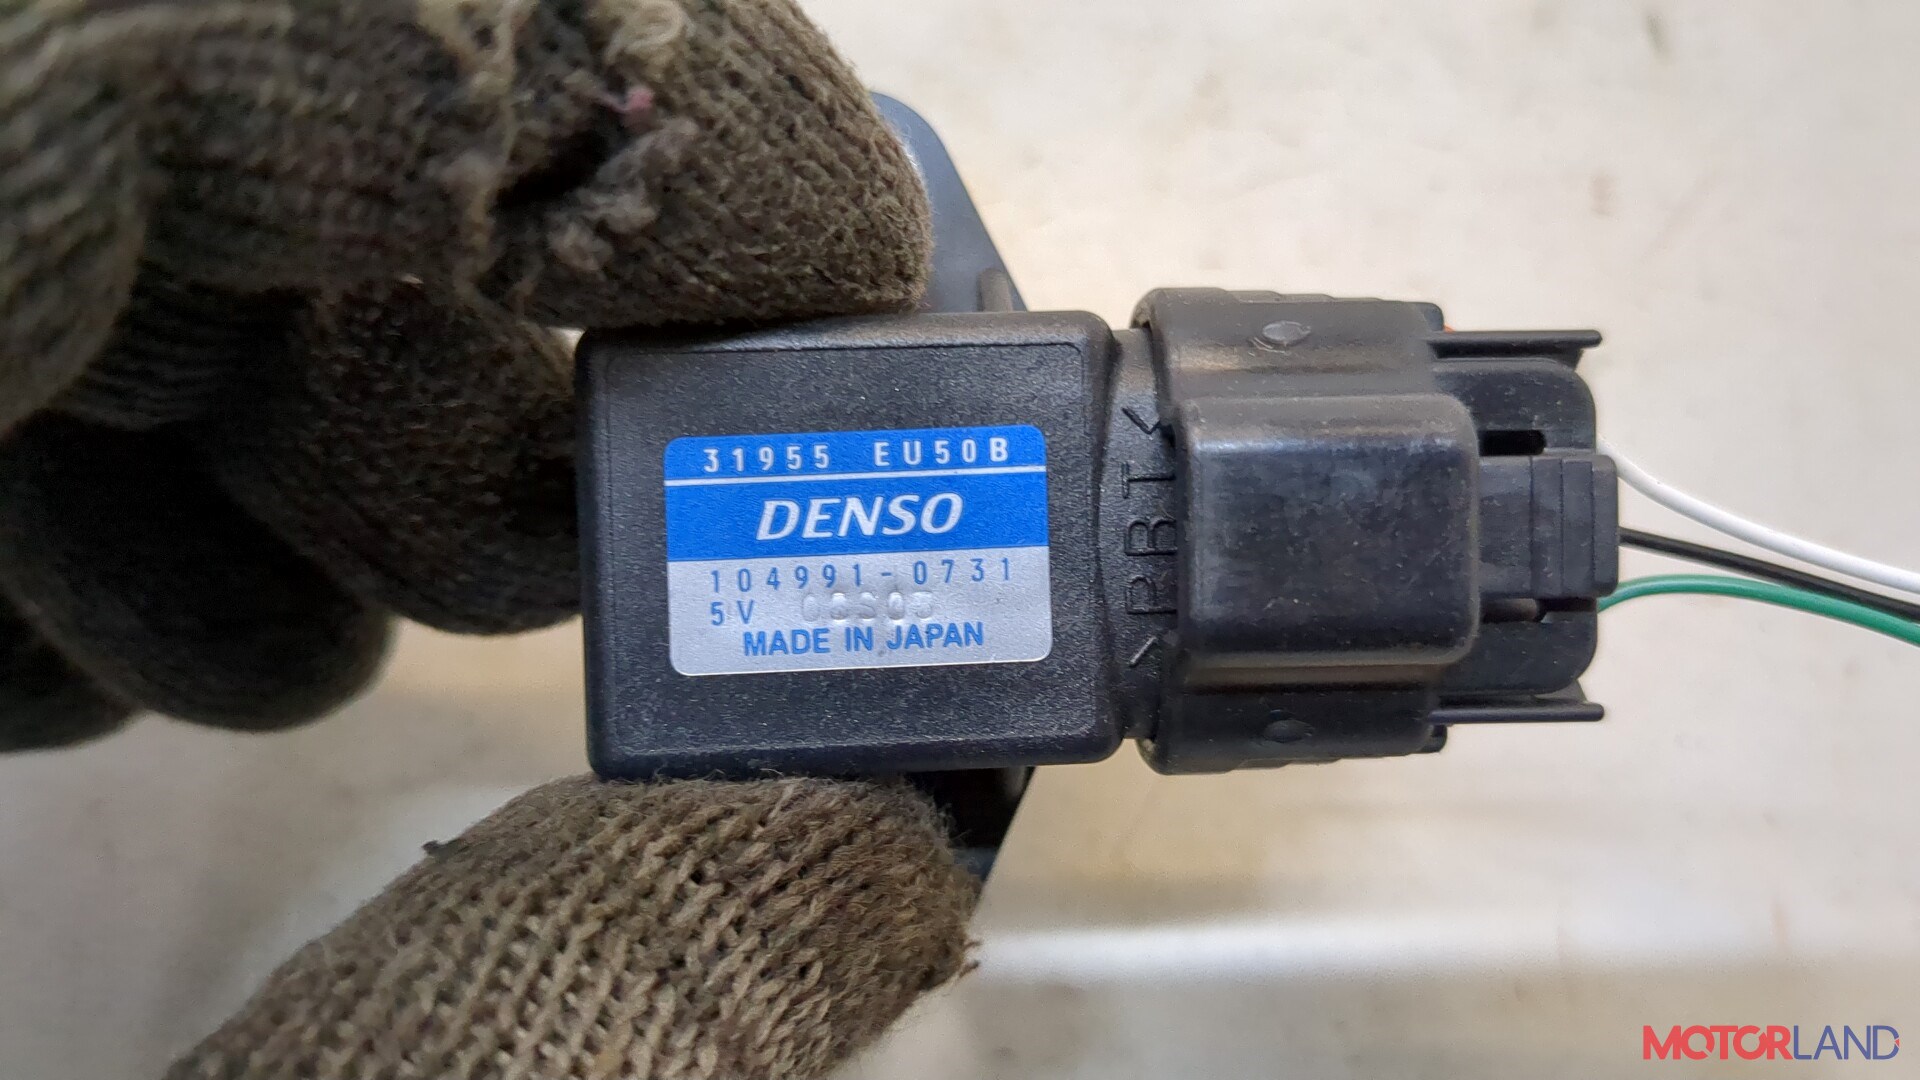 31955 EU50B
DENSO
104991-0731
5V
MADE IN JAPAN
>PBT<
MOTORLAND